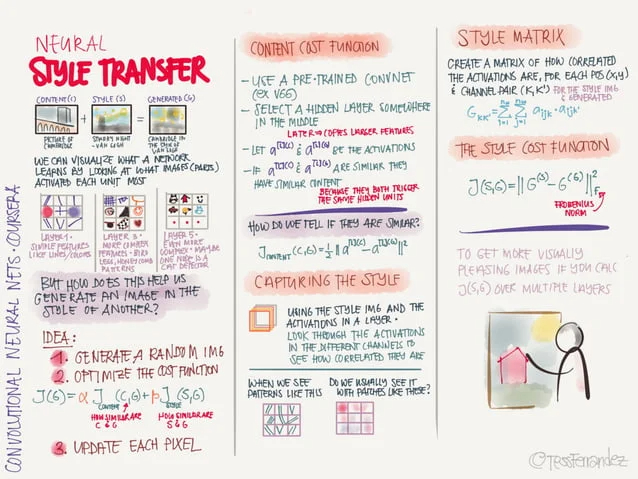 NEURAL
STYLE TRANSFER
CONTENT(C) STYLE(S) GENERATED(G)
+ =
PICTURE OF CAMBRIDGE
STARRY NIGHT
-VAN GOGH
CAMBRIDGE IN
THE STYLE OF
VAN GOGH
WE CAN VISUALIZE WHAT A NETWORK
LEARNS BY LOOKING AT WHAT IMAGES (PARTS)
ACTIVATED EACH UNIT MOST
LAYER 1:
SIMPLE FEATURES
LIKE LINES/COLORS
LAYER 3:
MORE COMPLEX
FEATURES - BIRD
LEGS, HONEYCOMB
PATTERNS
LAYER 5:
EVEN MORE
COMPLEX - MAYBE
ONE NODE IS A
CAT DETECTOR
BUT HOW DOES THIS HELP US
GENERATE AN IMAGE IN THE
STYLE OF ANOTHER?
IDEA:
1. GENERATE A RANDOM IMG
2. OPTIMIZE THE COST FUNCTION
J(G) = α J (C,G) + β J (S,G)
CONTENT STYLE
HOW SIMILAR ARE
C & G
HOW SIMILAR ARE
S & G
3. UPDATE EACH PIXEL
CONVOLUTIONAL NEURAL NETS · COURSERA
CONTENT COST FUNCTION
- USE A PRE-TRAINED CONVNET
(EX VGG)
- SELECT A HIDDEN LAYER SOMEWHERE
IN THE MIDDLE
LATER ⇒ COPIES LARGER FEATURES
- LET a[l](C) & a[l](G) BE THE ACTIVATIONS
- IF a[l](C) & a[l](G) ARE SIMILAR THEY
HAVE SIMILAR CONTENT
BECAUSE THEY BOTH TRIGGER
THE SAME HIDDEN UNITS
HOW DO WE TELL IF THEY ARE SIMILAR?
J CONTENT (C,G) = ½ || a[l](C) - a[l](G) ||²
CAPTURING THE STYLE
USING THE STYLE IMG AND THE
ACTIVATIONS IN A LAYER.
LOOK THROUGH THE ACTIVATIONS
IN THE DIFFERENT CHANNELS TO
SEE HOW CORRELATED THEY ARE
WHEN WE SEE
PATTERNS LIKE THIS
DO WE USUALLY SEE IT
WITH PATCHES LIKE THESE?
STYLE MATRIX
CREATE A MATRIX OF HOW CORRELATED
THE ACTIVATIONS ARE, FOR EACH POS (X,Y)
& CHANNELPAIR (K,K')
FOR THE STYLE IMG
& GENERATED
G kk' = Σ Σ a ijk · a ijk'
THE STYLE COST FUNCTION
J(S,G) = || G(S) - G(G) ||² F
FROBENIUS
NORM
TO GET MORE VISUALLY
PLEASING IMAGES IF YOU CALC
J(S,G) OVER MULTIPLE LAYERS
@TessFerrandez